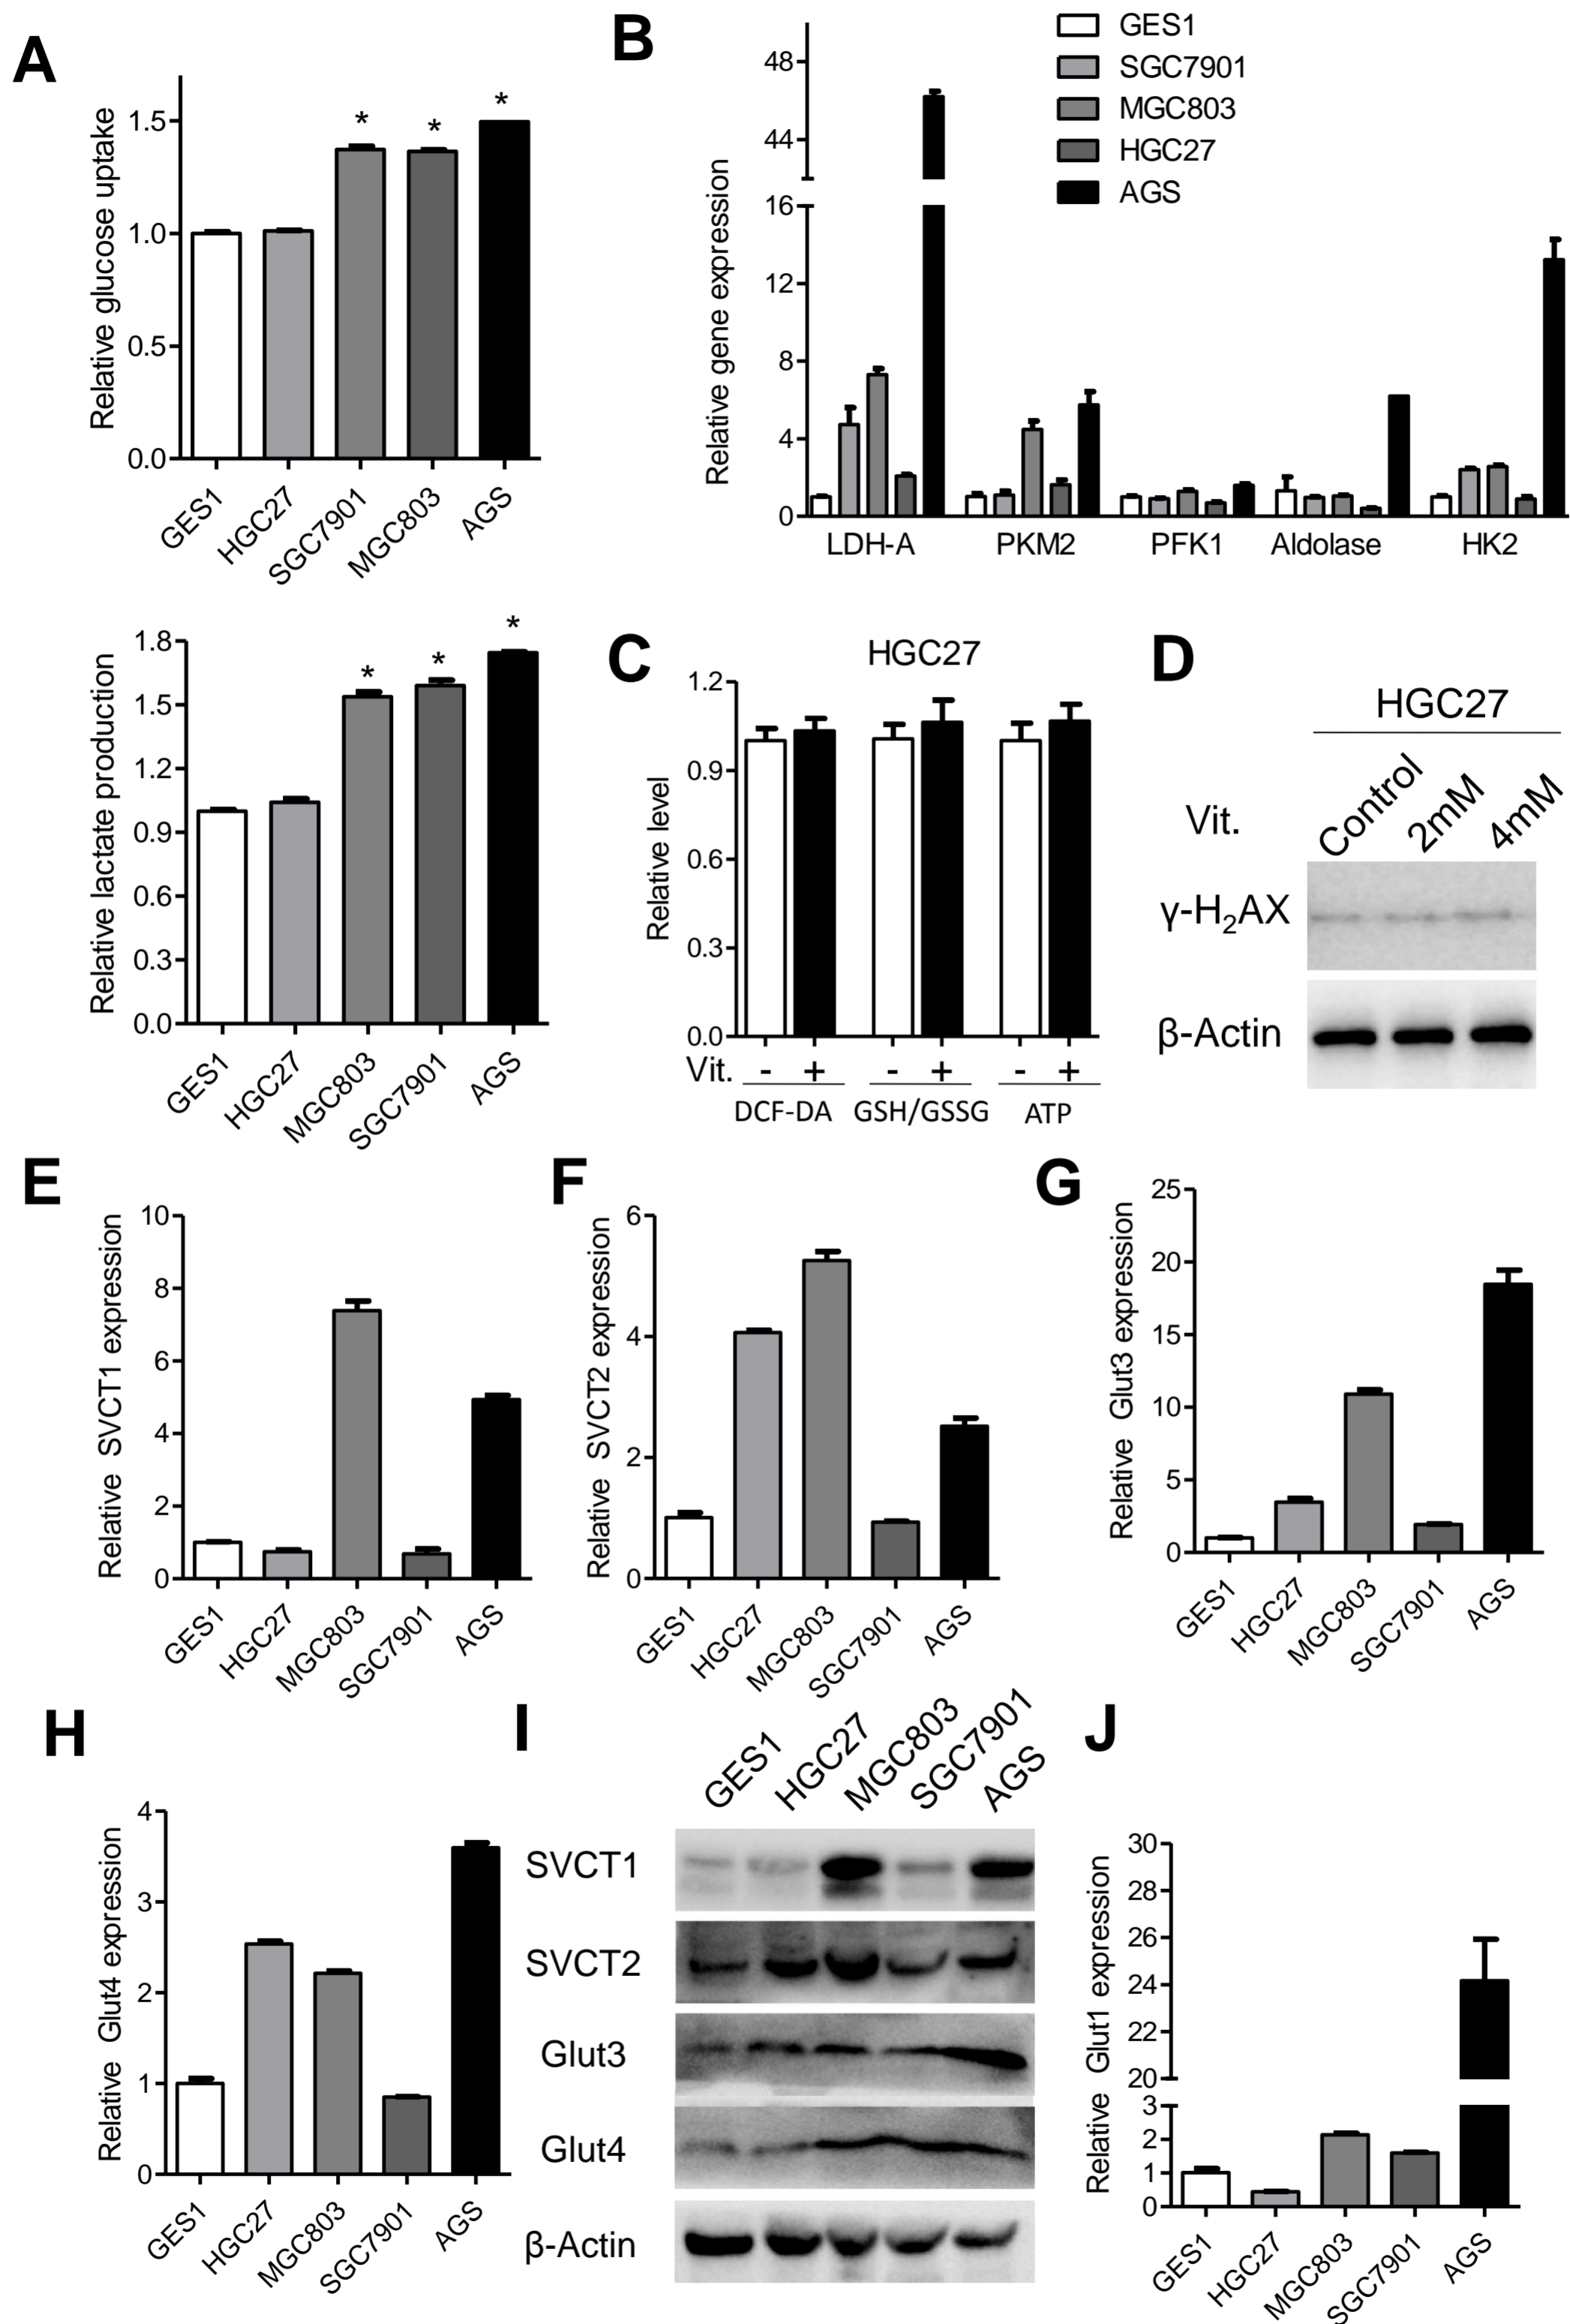 A
Relative glucose uptake
1.5
1.0
0.5
0.0
* * *
GES1 HGC27 SGC7901 MGC803 AGS
Relative lactate production
1.8
1.5
1.2
0.9
0.6
0.3
0.0
* * *
GES1 HGC27 MGC803 SGC7901 AGS
B
GES1
SGC7901
MGC803
HGC27
AGS
Relative gene expression
48
44
16
12
8
4
0
LDH-A PKM2 PFK1 Aldolase HK2
C
HGC27
Relative level
1.2
0.9
0.6
0.3
0.0
Vit. - + - + - +
DCF-DA GSH/GSSG ATP
D
HGC27
Vit. Control 2mM 4mM
γ-H2AX
β-Actin
E
Relative SVCT1 expression
10
8
6
4
2
0
GES1 HGC27 MGC803 SGC7901 AGS
F
Relative SVCT2 expression
6
4
2
0
GES1 HGC27 MGC803 SGC7901 AGS
G
Relative Glut3 expression
25
20
15
10
5
0
GES1 HGC27 MGC803 SGC7901 AGS
H
Relative Glut4 expression
4
3
2
1
0
GES1 HGC27 MGC803 SGC7901 AGS
I
GES1 HGC27 MGC803 SGC7901 AGS
SVCT1
SVCT2
Glut3
Glut4
β-Actin
J
Relative Glut1 expression
30
28
26
24
22
20
3
2
1
0
GES1 HGC27 MGC803 SGC7901 AGS